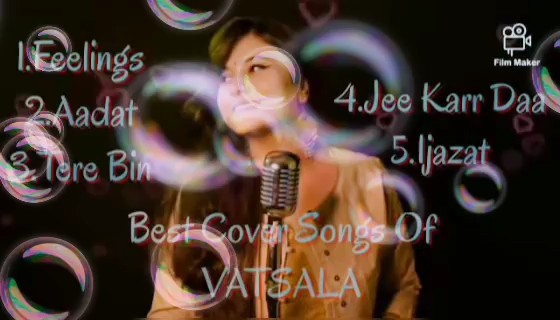 1.Feelings
2.Aadat
3.Tere Bin
4.Jee Karr Daa
5.Ijazat
Best Cover Songs Of
VATSALA
Film Maker